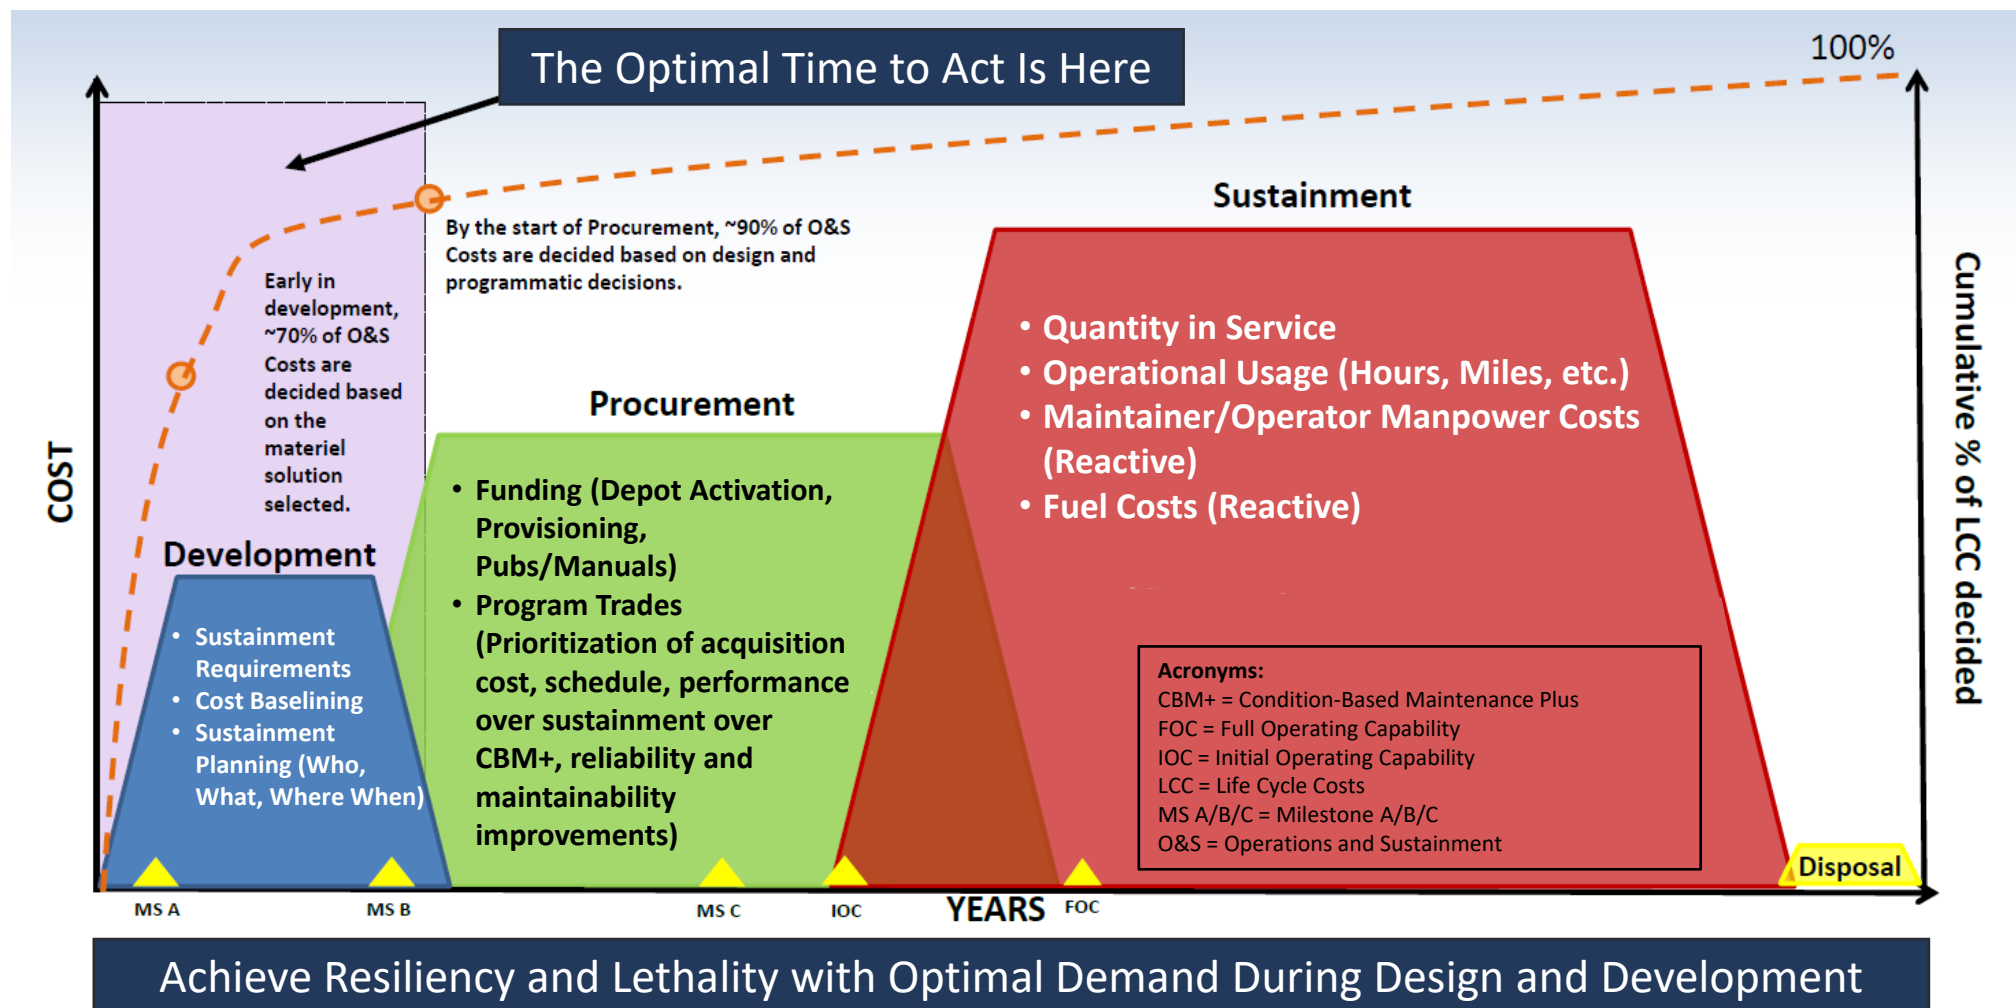 The Optimal Time to Act Is Here
100%
COST
Cumulative % of LCC decided
Early in
development,
~70% of O&S
Costs are
decided based
on the
materiel
solution
selected.
By the start of Procurement, ~90% of O&S
Costs are decided based on design and
programmatic decisions.
Development
• Sustainment
Requirements
• Cost Baselining
• Sustainment
Planning (Who,
What, Where When)
Procurement
• Funding (Depot Activation,
Provisioning,
Pubs/Manuals)
• Program Trades
(Prioritization of acquisition
cost, schedule, performance
over sustainment over
CBM+, reliability and
maintainability
improvements)
Sustainment
• Quantity in Service
• Operational Usage (Hours, Miles, etc.)
• Maintainer/Operator Manpower Costs
(Reactive)
• Fuel Costs (Reactive)
Acronyms:
CBM+ = Condition-Based Maintenance Plus
FOC = Full Operating Capability
IOC = Initial Operating Capability
LCC = Life Cycle Costs
MS A/B/C = Milestone A/B/C
O&S = Operations and Sustainment
Disposal
MS A
MS B
MS C
IOC
YEARS
FOC
Achieve Resiliency and Lethality with Optimal Demand During Design and Development